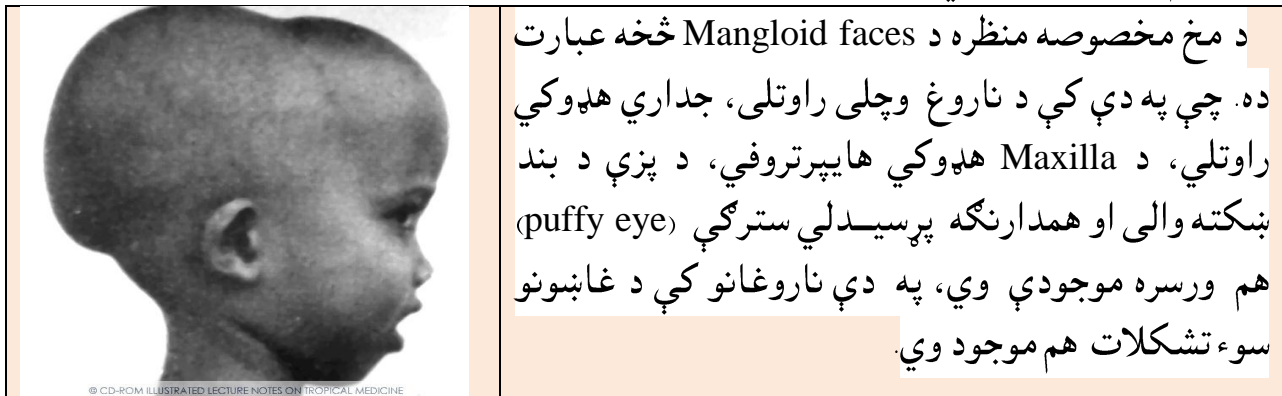 د مخ مخصوصه منظره د Mangloid faces څخه عبارت
ده. چې په دې کې د ناروغ وچلی راوتلی، جداري هډوکي
راوتلي، د Maxilla هډوکي هايپرتروفي، د پزې د بند
ښکته والی او همدارنګه پړسيــدلي سترګې (puffy eye)
هم ورسره موجودې وي، په دې ناروغانو کې د غاښونو
سوء تشکلات هم موجود وي.
© CD-ROM ILLUSTRATED LECTURE NOTES ON TROPICAL MEDICINE